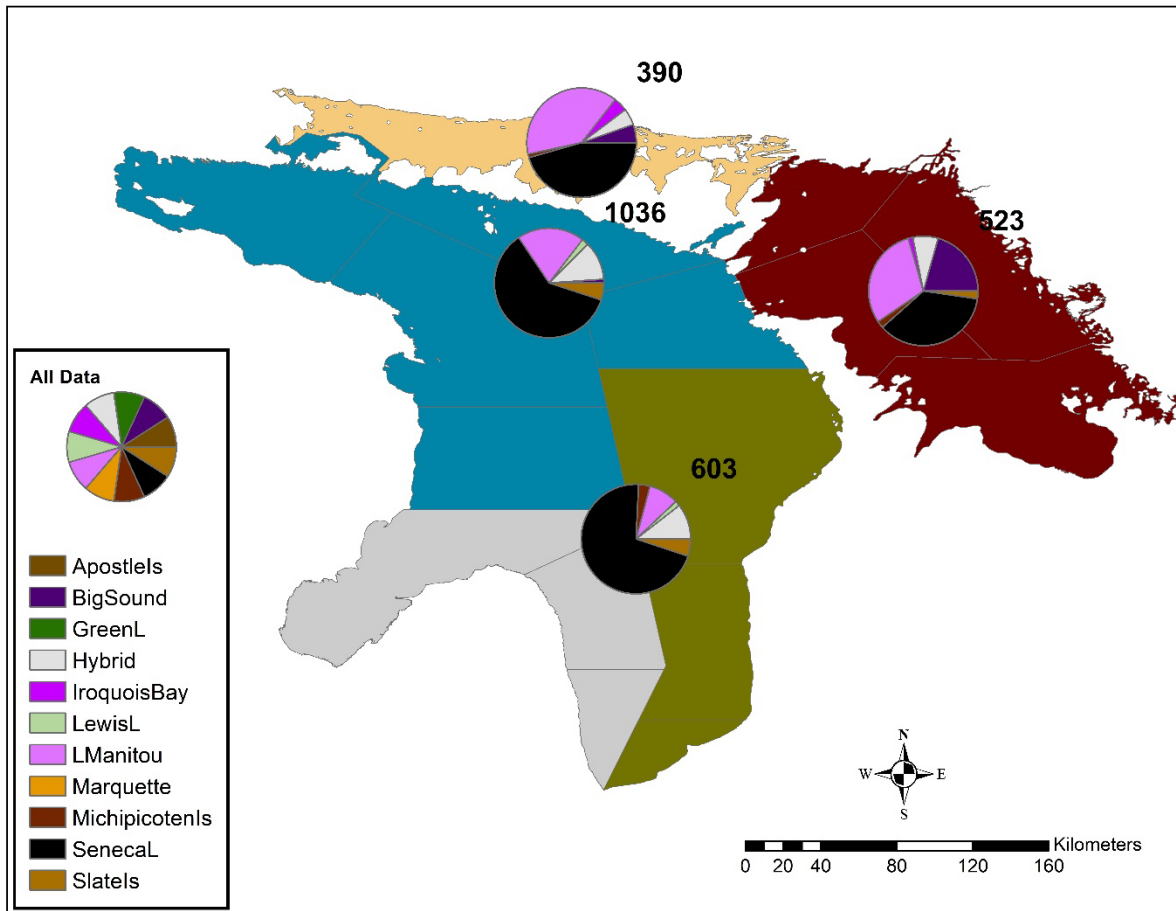 390
1036
523
603
All Data
ApostleIs
BigSound
GreenL
Hybrid
IroquoisBay
LewisL
LManitou
Marquette
MichipicotenIs
SenecaL
SlateIs
N
W E
S
Kilometers
0 20 40 80 120 160